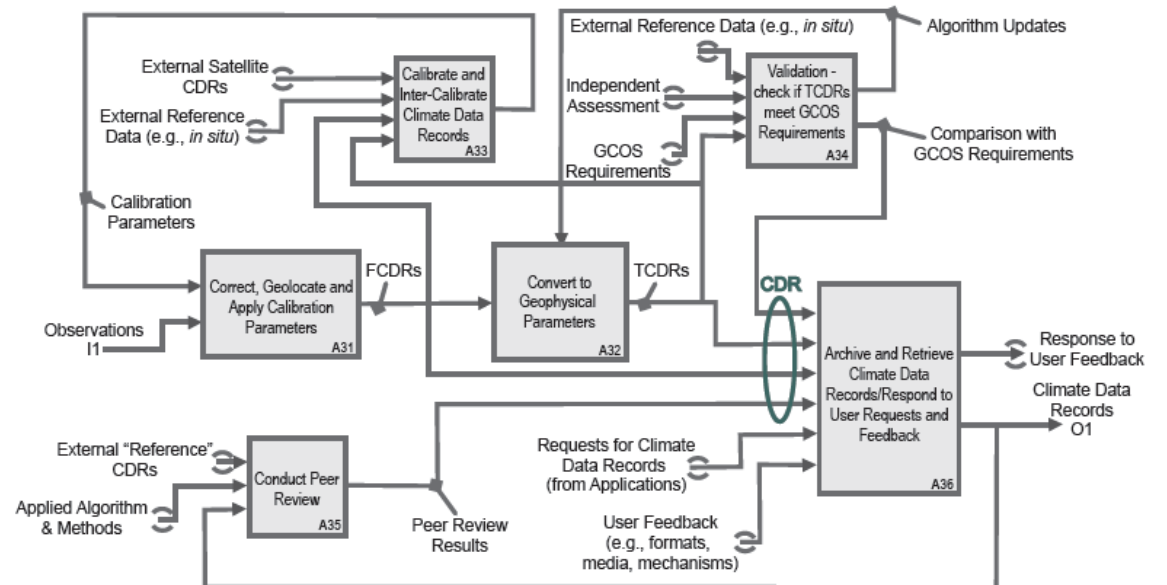 External Reference Data (e.g., in situ)
Algorithm Updates
External Satellite
CDRs
External Reference
Data (e.g., in situ)
Calibrate and
Inter-Calibrate
Climate Data
Records
A33
Independent
Assessment
GCOS
Requirements
Validation -
check if TCDRs
meet GCOS
Requirements
A34
Comparison with
GCOS Requirements
Calibration
Parameters
Observations
I1
Correct, Geolocate and
Apply Calibration
Parameters
A31
FCDRs
Convert to
Geophysical
Parameters
A32
TCDRs
CDR
Archive and Retrieve
Climate Data
Records/Respond to
User Requests and
Feedback
A36
Response to
User Feedback
Climate Data
Records
O1
External “Reference”
CDRs
Applied Algorithm
& Methods
Conduct Peer
Review
A35
Peer Review
Results
Requests for Climate
Data Records
(from Applications)
User Feedback
(e.g., formats,
media, mechanisms)